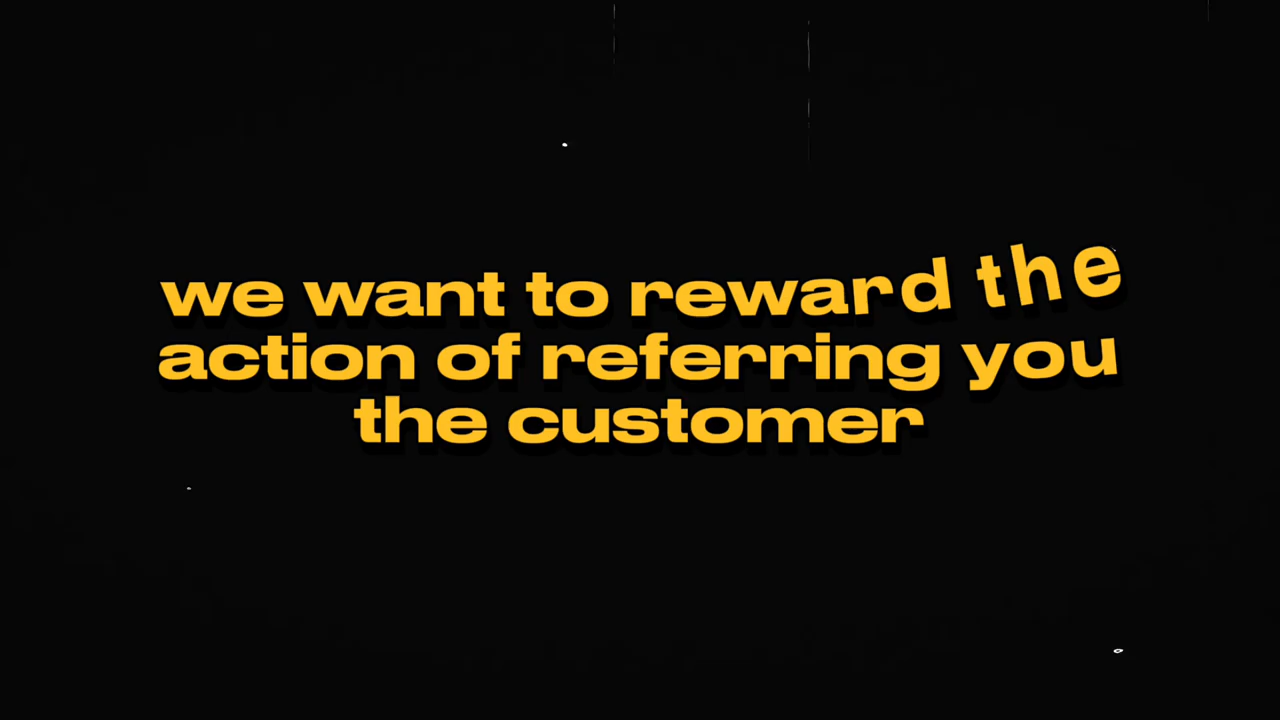 we want to reward the
action of referring you
the customer